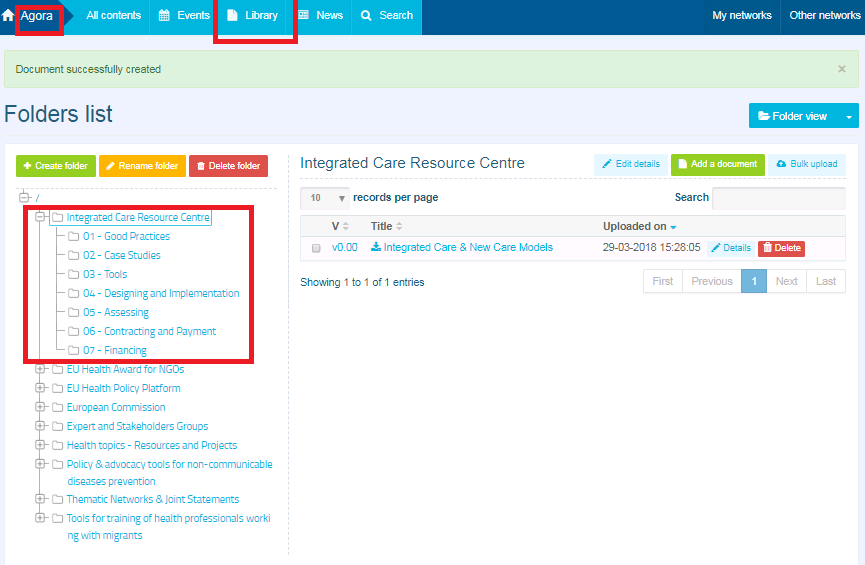 Agora All contents Events Library News Search My networks Other networks
Document successfully created ×
Folders list
Folder view
Create folder Rename folder Delete folder
/
Integrated Care Resource Centre
01 - Good Practices
02 - Case Studies
03 - Tools
04 - Designing and Implementation
05 - Assessing
06 - Contracting and Payment
07 - Financing
EU Health Award for NGOs
EU Health Policy Platform
European Commission
Expert and Stakeholders Groups
Health topics - Resources and Projects
Policy & advocacy tools for non-communicable
diseases prevention
Thematic Networks & Joint Statements
Tools for training of health professionals worki
ng with migrants
Integrated Care Resource Centre Edit details Add a document Bulk upload
10 records per page Search
V Title Uploaded on
v0.00 Integrated Care & New Care Models 29-03-2018 15:28:05 Details Delete
Showing 1 to 1 of 1 entries First Previous 1 Next Last